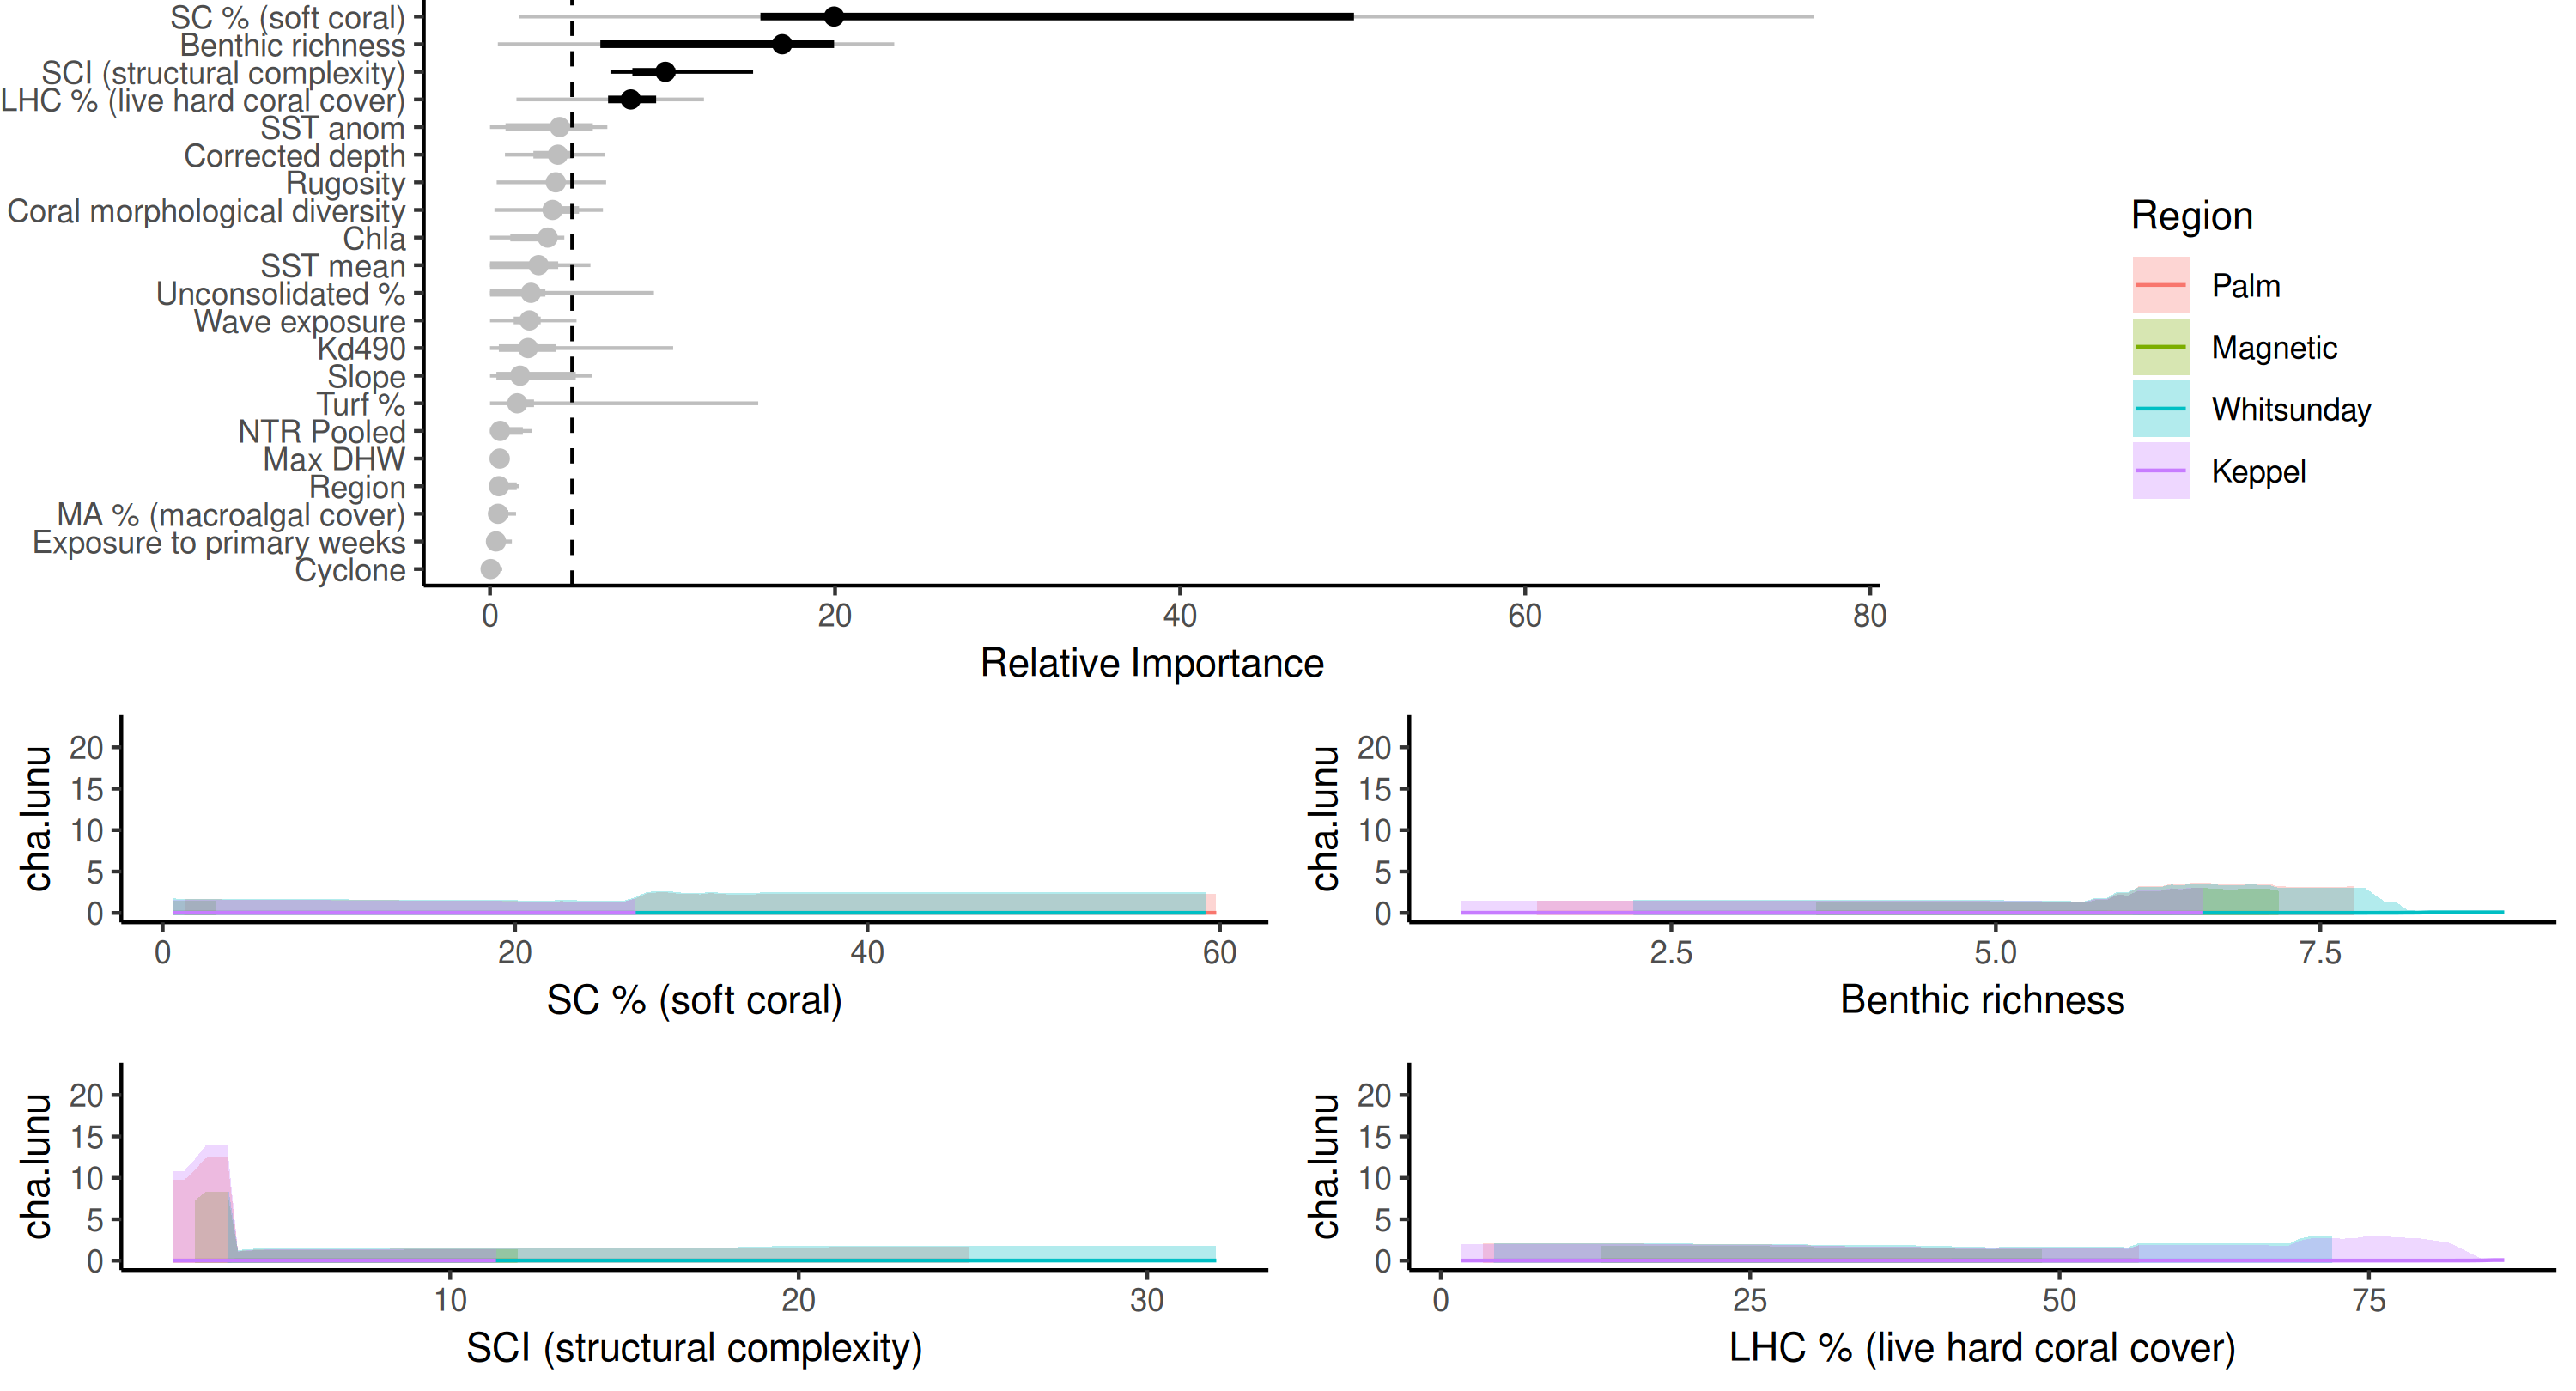 SC % (soft coral)
Benthic richness
SCI (structural complexity)
LHC % (live hard coral cover)
SST anom
Corrected depth
Rugosity
Coral morphological diversity
Chla
SST mean
Unconsolidated %
Wave exposure
Kd490
Slope
Turf %
NTR Pooled
Max DHW
Region
MA % (macroalgal cover)
Exposure to primary weeks
Cyclone
0 20 40 60 80
Relative Importance
Region
Palm
Magnetic
Whitsunday
Keppel
cha.lunu
20
15
10
5
0
0 20 40 60
SC % (soft coral)
cha.lunu
20
15
10
5
0
2.5 5.0 7.5
Benthic richness
cha.lunu
20
15
10
5
0
10 20 30
SCI (structural complexity)
cha.lunu
20
15
10
5
0
0 25 50 75
LHC % (live hard coral cover)